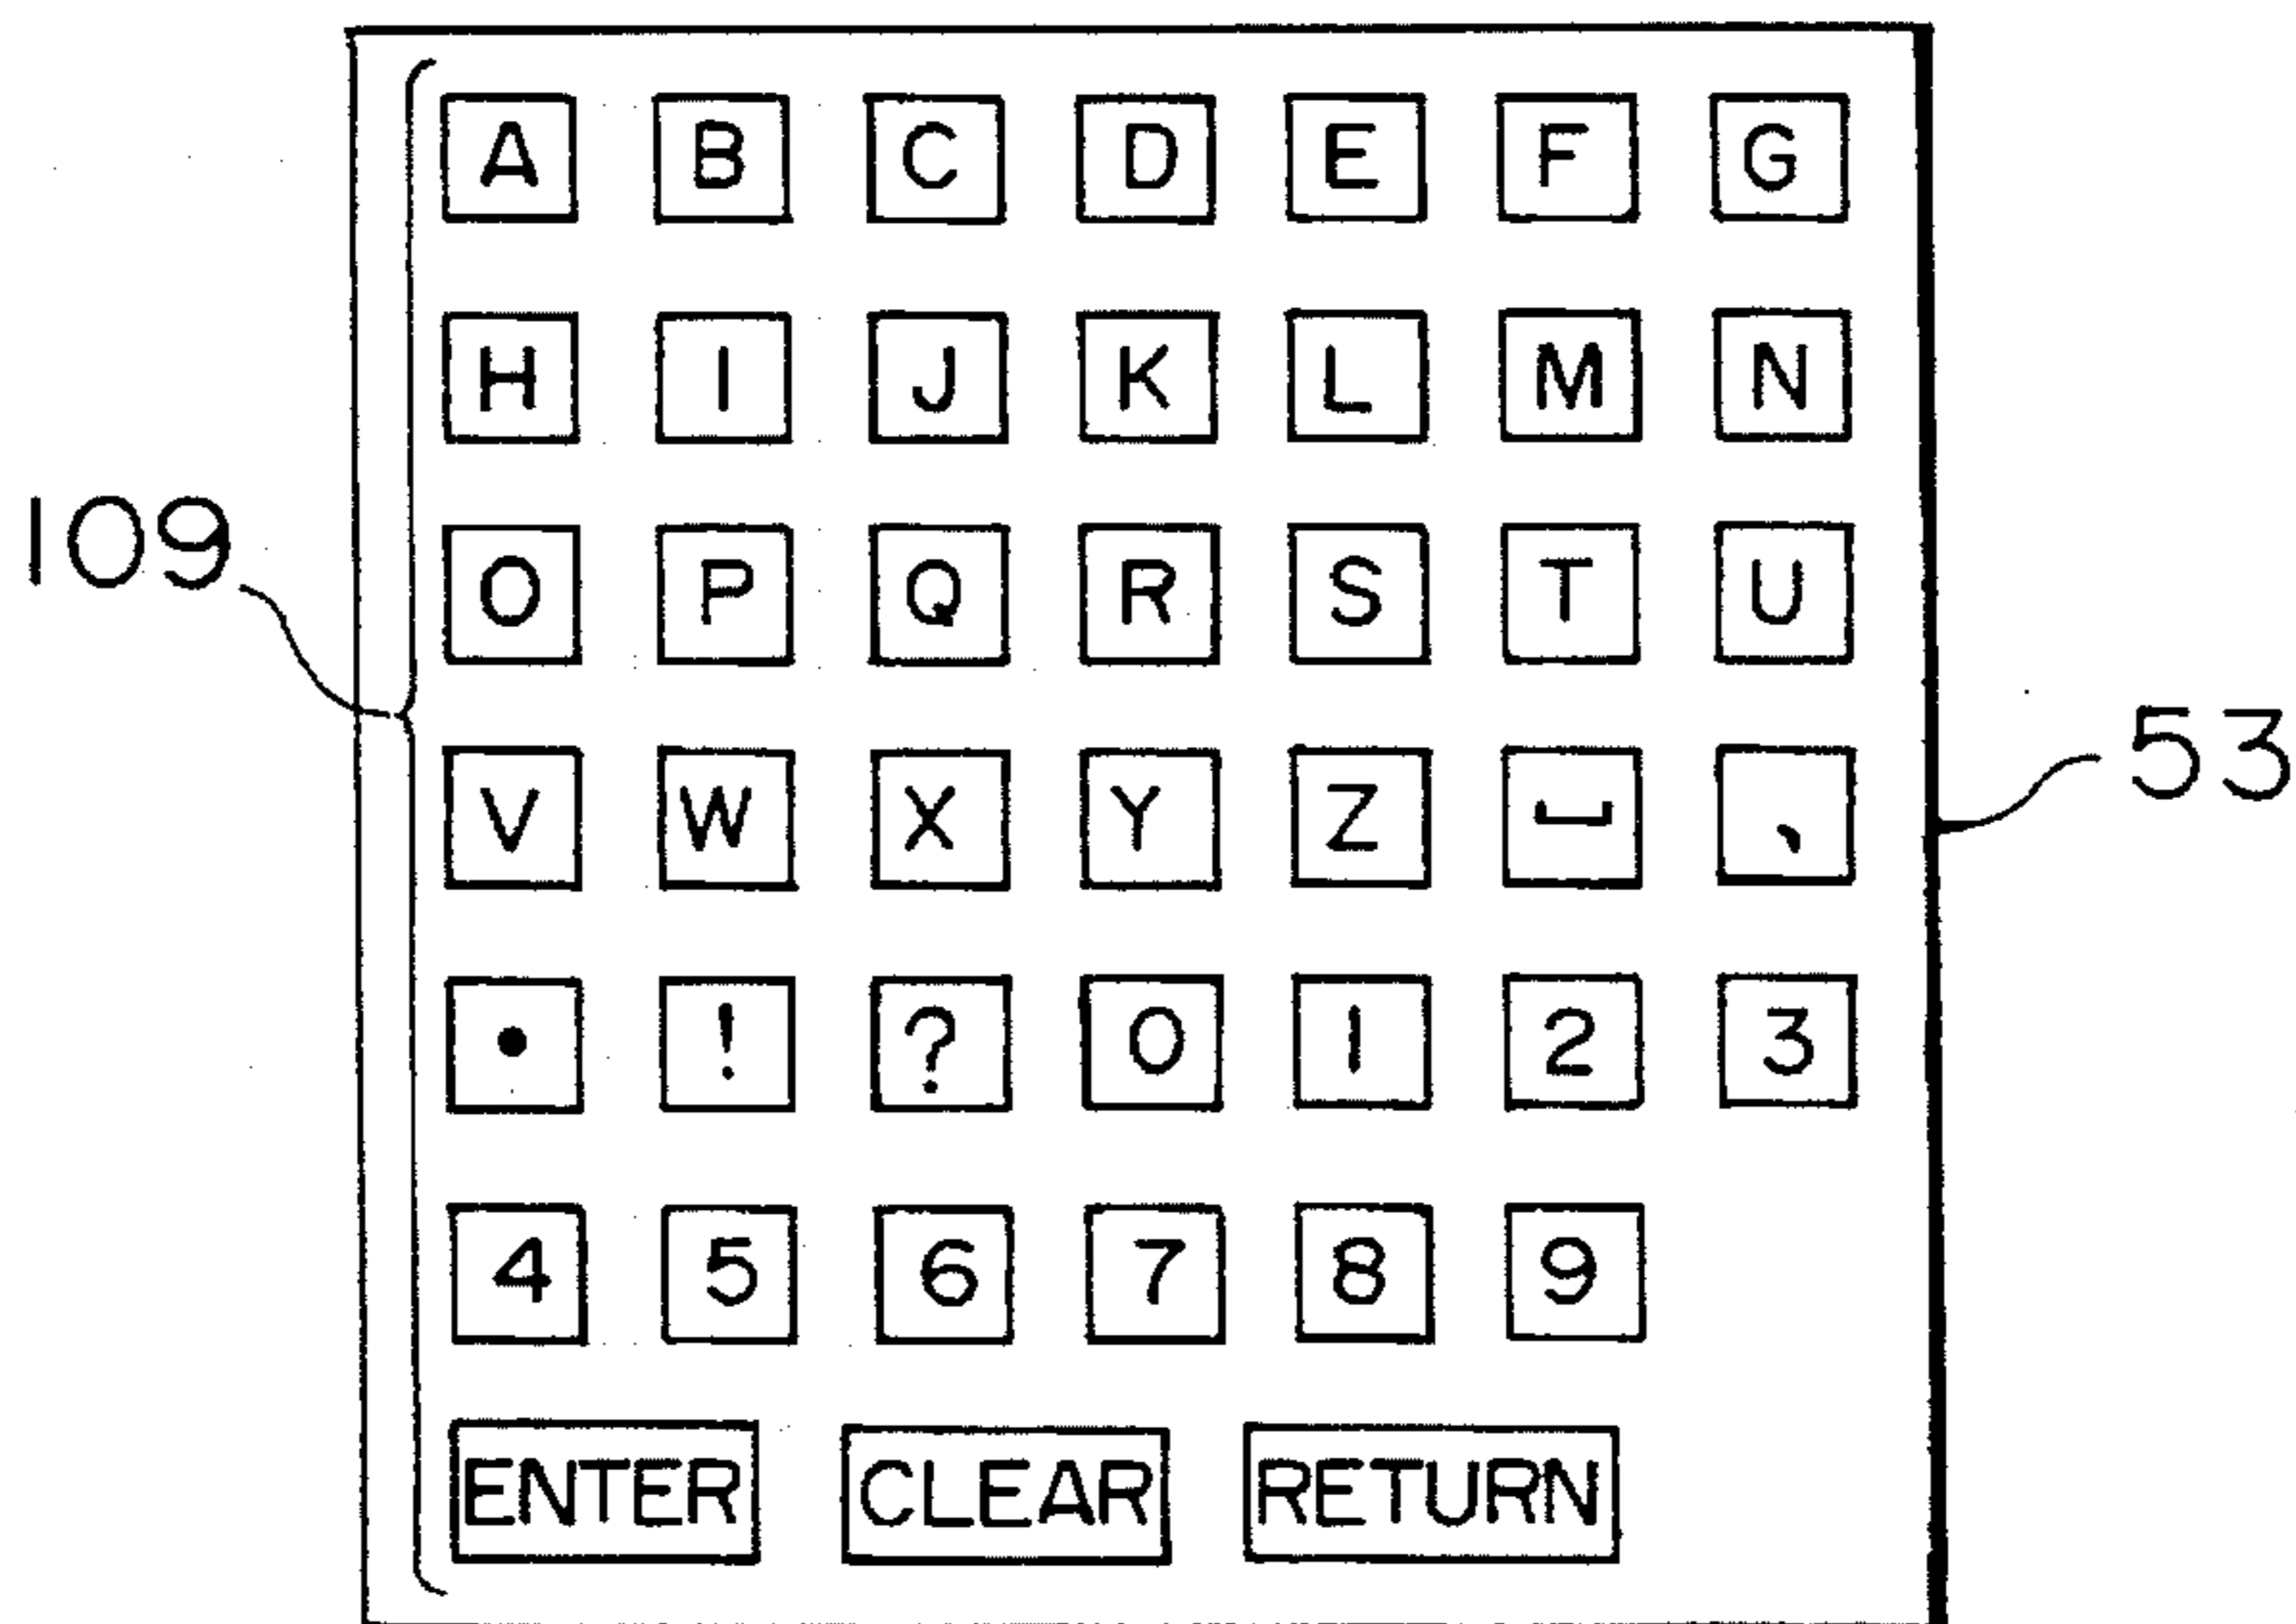 A B C D E F G
H I J K L M N
109
O P Q R S T U
53
V W X Y Z ⎵ ,
• ! ? 0 1 2 3
4 5 6 7 8 9
ENTER CLEAR RETURN